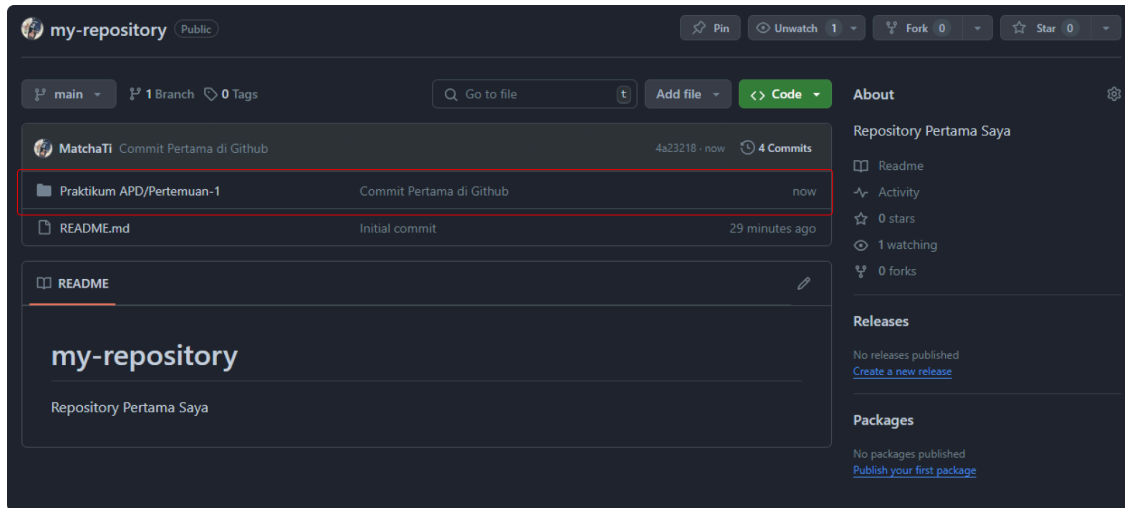 my-repository Public Pin Unwatch 1 Fork 0 Star 0
main 1 Branch 0 Tags Go to file t Add file Code
MatchaTi Commit Pertama di Github 4a23218 · now 4 Commits
Praktikum APD/Pertemuan-1 Commit Pertama di Github now
README.md Initial commit 29 minutes ago
README
my-repository
Repository Pertama Saya
About
Repository Pertama Saya
Readme
Activity
0 stars
1 watching
0 forks
Releases
No releases published
Create a new release
Packages
No packages published
Publish your first package